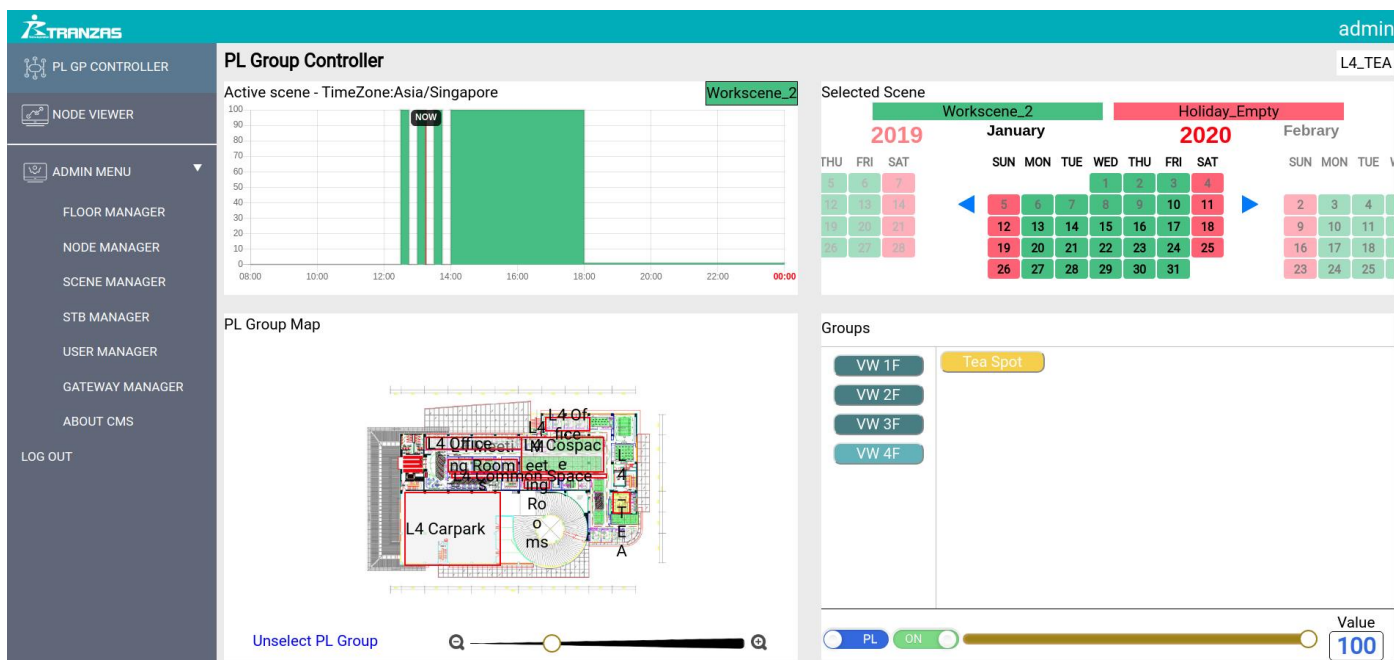 TRANZAS
admin
PL GP CONTROLLER
NODE VIEWER
ADMIN MENU
FLOOR MANAGER
NODE MANAGER
SCENE MANAGER
STB MANAGER
USER MANAGER
GATEWAY MANAGER
ABOUT CMS
LOG OUT
PL Group Controller
L4_TEA
Active scene - TimeZone:Asia/Singapore
Workscene_2
NOW
100
90
80
70
60
50
40
30
20
10
0
08:00 10:00 12:00 14:00 16:00 18:00 20:00 22:00 00:00
Selected Scene
Workscene_2 Holiday_Empty
2019 January 2020 Febrary
THU FRI SAT SUN MON TUE WED THU FRI SAT SUN MON TUE
5 6 7 1 2 3 4
12 13 14 5 6 7 8 9 10 11 2 3 4
19 20 21 12 13 14 15 16 17 18 9 10 11
26 27 28 19 20 21 22 23 24 25 16 17 18
26 27 28 29 30 31 23 24 25
PL Group Map
L4 Of
fice
L4 Office
L4 Cospac
e
ng Room
eet
L4 Common Space
s
ing
Ro
o
ms
L4 Carpark
L
4
T
E
A
Unselect PL Group
Groups
VW 1F
VW 2F
VW 3F
VW 4F
Tea Spot
PL ON
Value
100